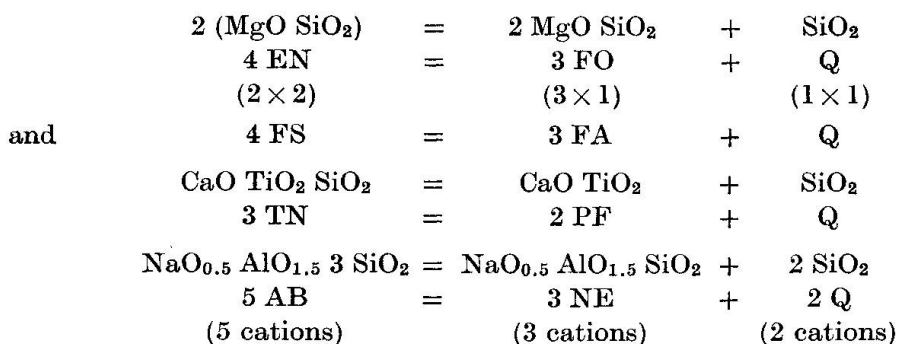 2 (MgO SiO₂) = 2 MgO SiO₂ + SiO₂
4 EN = 3 FO + Q
(2 × 2) (3 × 1) (1 × 1)
and 4 FS = 3 FA + Q
CaO TiO₂ SiO₂ = CaO TiO₂ + SiO₂
3 TN = 2 PF + Q
NaO₀.₅ AlO₁.₅ 3 SiO₂ = NaO₀.₅ AlO₁.₅ SiO₂ + 2 SiO₂
5 AB = 3 NE + 2 Q
(5 cations) (3 cations) (2 cations)